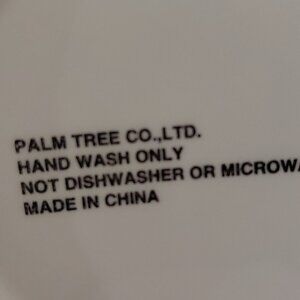 PALM TREE CO.,LTD.
HAND WASH ONLY
NOT DISHWASHER OR MICROWA
MADE IN CHINA